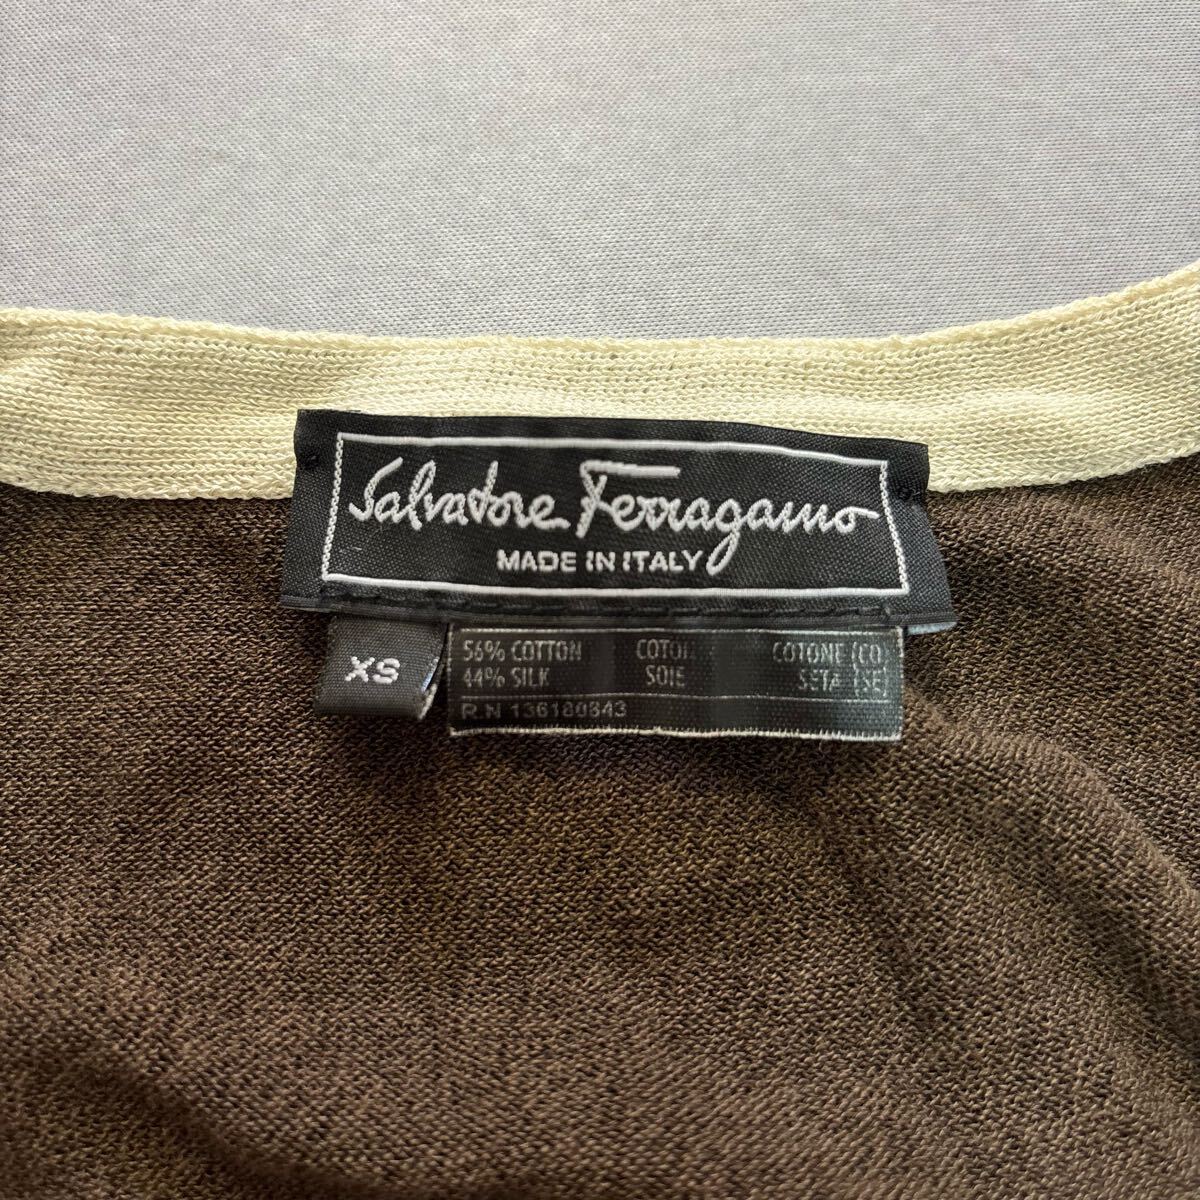 Salvatore Ferragamo
MADE IN ITALY
XS
56% COTTON COTON COTONE (CO)
44% SILK SOIE SETA (SE)
R.N 136180843